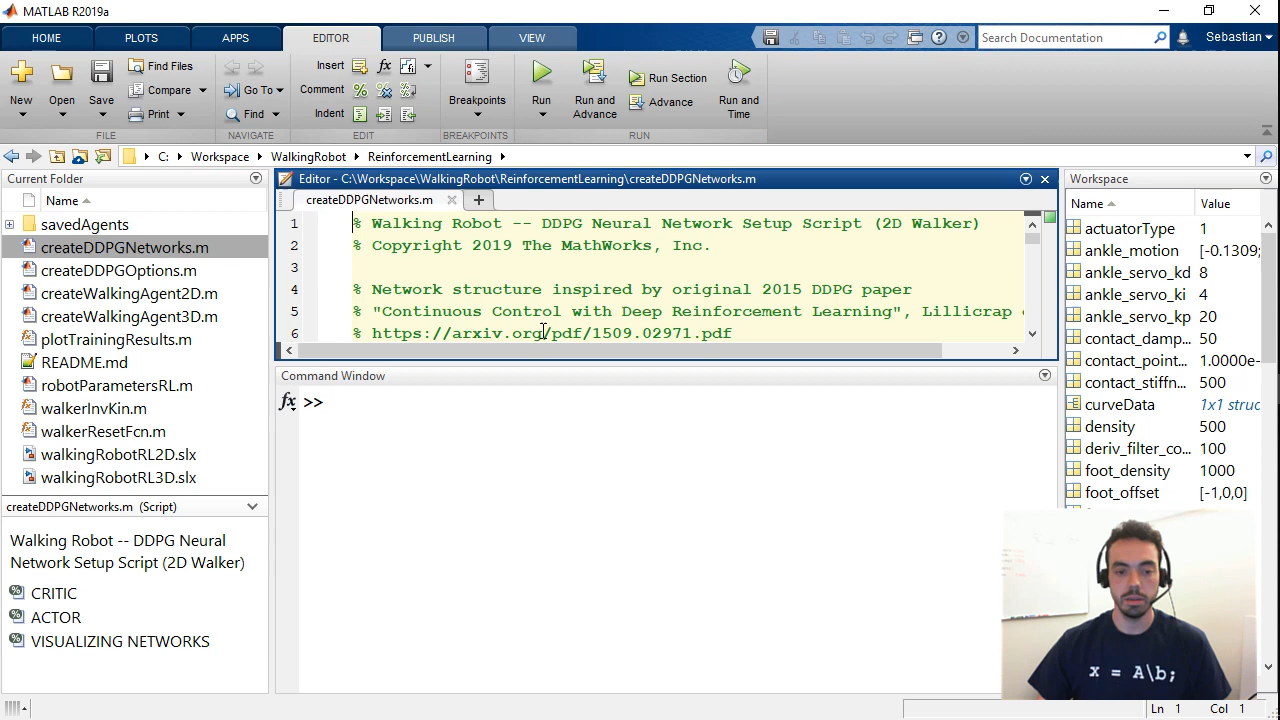 MATLAB R2019a
HOME PLOTS APPS EDITOR PUBLISH VIEW
Search Documentation
Sebastian
New
Open
Save
Find Files
Compare
Print
FILE
Go To
Find
NAVIGATE
Insert
Comment
Indent
EDIT
Breakpoints
BREAKPOINTS
Run
Run and Advance
Run Section
Advance
Run and Time
RUN
C: Workspace WalkingRobot ReinforcementLearning
Current Folder
Name
savedAgents
createDDPGNetworks.m
createDDPGOptions.m
createWalkingAgent2D.m
createWalkingAgent3D.m
plotTrainingResults.m
README.md
robotParametersRL.m
walkerInvKin.m
walkerResetFcn.m
walkingRobotRL2D.slx
walkingRobotRL3D.slx
createDDPGNetworks.m (Script)
Walking Robot -- DDPG Neural
Network Setup Script (2D Walker)
CRITIC
ACTOR
VISUALIZING NETWORKS
Editor - C:\Workspace\WalkingRobot\ReinforcementLearning\createDDPGNetworks.m
createDDPGNetworks.m
1 % Walking Robot -- DDPG Neural Network Setup Script (2D Walker)
2 % Copyright 2019 The MathWorks, Inc.
3
4 % Network structure inspired by original 2015 DDPG paper
5 % "Continuous Control with Deep Reinforcement Learning", Lillicrap
6 % https://arxiv.org/pdf/1509.02971.pdf
Command Window
fx >>
Workspace
Name Value
actuatorType 1
ankle_motion [-0.1309;
ankle_servo_kd 8
ankle_servo_ki 4
ankle_servo_kp 20
contact_damp... 50
contact_point... 1.0000e-
contact_stiffn... 500
curveData 1x1 struc
density 500
deriv_filter_co... 100
foot_density 1000
foot_offset [-1,0,0]
x = A\b;
Ln 1 Col 1